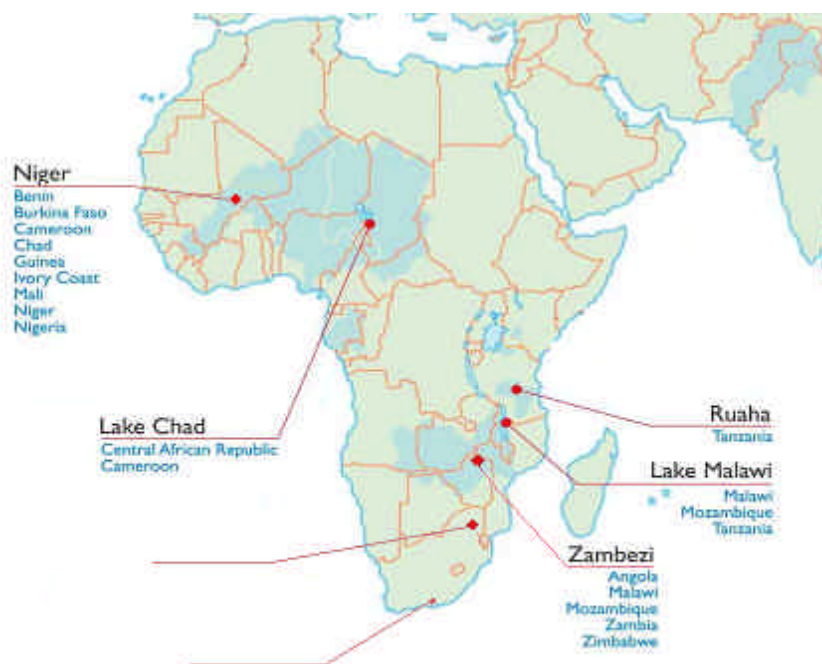 Niger
Benin
Burkina Faso
Cameroon
Chad
Guinea
Ivory Coast
Mali
Niger
Nigeria
Lake Chad
Central African Republic
Cameroon
Ruaha
Tanzania
Lake Malawi
Malawi
Mozambique
Tanzania
Zambezi
Angola
Malawi
Mozambique
Zambia
Zimbabwe